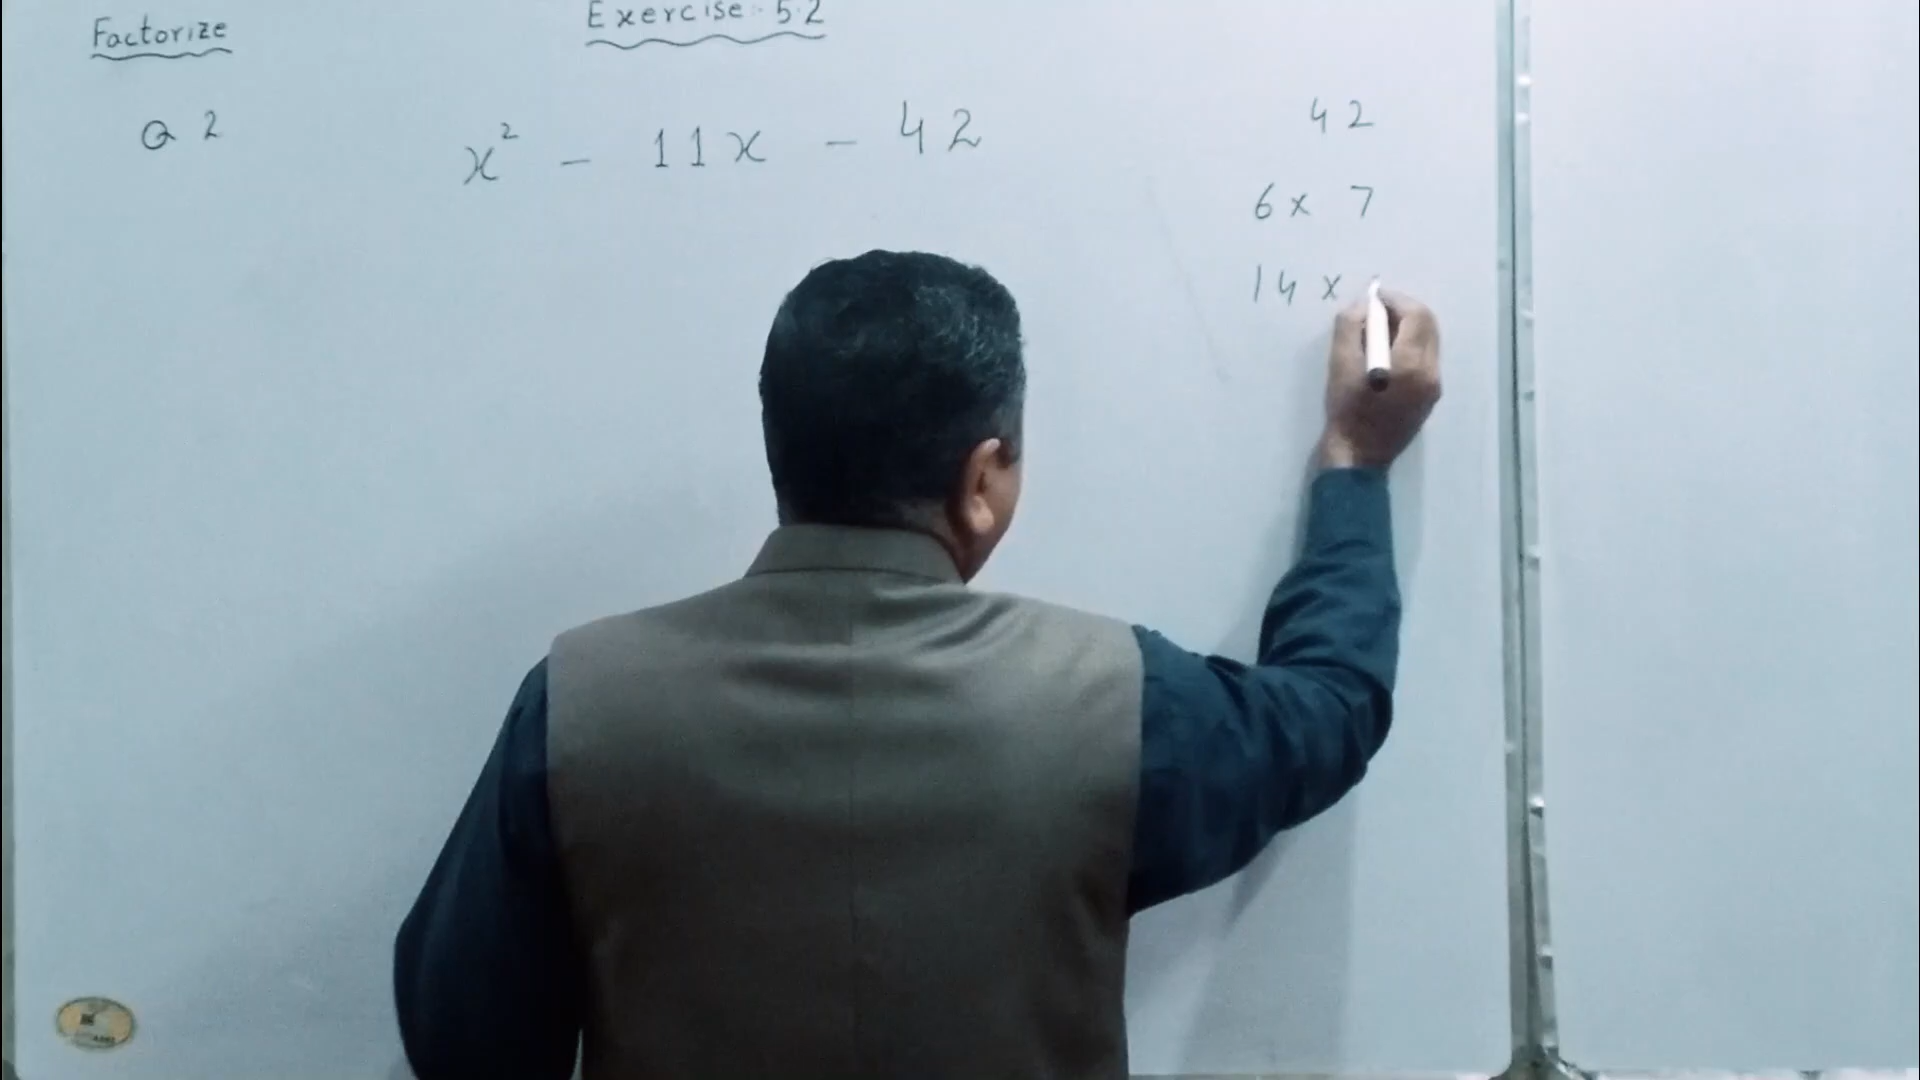 Factorize
Exercise:- 5.2
Q 2
x² - 11x - 42
42
6 x 7
14 x